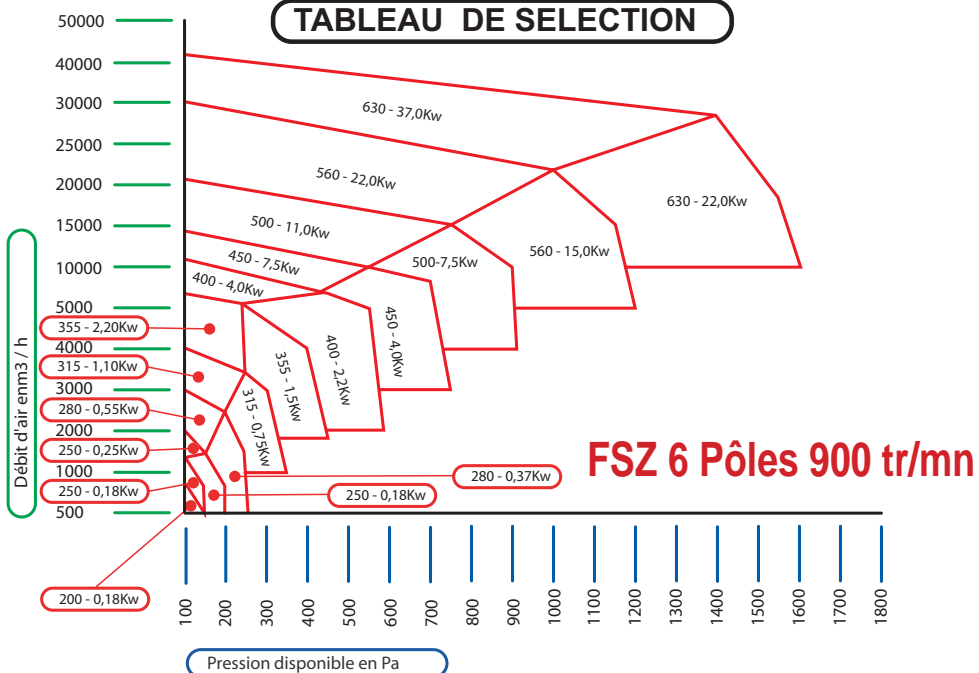 TABLEAU DE SELECTION
50000
40000
30000
25000
20000
15000
10000
5000
4000
3000
2000
1000
500
Débit d'air enm3 / h
630 - 37,0Kw
630 - 22,0Kw
560 - 22,0Kw
560 - 15,0Kw
500 - 11,0Kw
500-7,5Kw
450 - 7,5Kw
450 - 4,0Kw
400 - 4,0Kw
400 - 2,2Kw
355 - 2,20Kw
355 - 1,5Kw
315 - 1,10Kw
315 - 0,75Kw
280 - 0,55Kw
250 - 0,25Kw
250 - 0,18Kw
280 - 0,37Kw
250 - 0,18Kw
200 - 0,18Kw
FSZ 6 Pôles 900 tr/mn
100
200
300
400
500
600
700
800
900
1000
1100
1200
1300
1400
1500
1600
1700
1800
Pression disponible en Pa